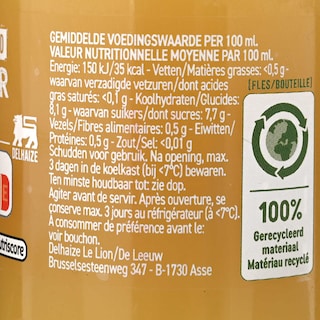 GEMIDDELDE VOEDINGSWAARDE PER 100 ml.
VALEUR NUTRITIONNELLE MOYENNE PAR 100 ml.
Energie: 150 kJ/35 kcal - Vetten/Matières grasses: <0,5 g -
waarvan verzadigde vetzuren/dont acides
gras saturés: <0,1 g - Koolhydraten/Glucides:
8,1 g - waarvan suikers/dont sucres: 7,7 g -
Vezels/Fibres alimentaires: 0,5 g - Eiwitten/
Protéines: 0,5 g - Zout/Sel: <0,01 g
Schudden voor gebruik. Na opening, max.
3 dagen in de koelkast (bij <7°C) bewaren.
Ten minste houdbaar tot: zie dop.
Agiter avant de servir. Après ouverture, se
conserve max. 3 jours au réfrigérateur (à <7°C).
À consommer de préférence avant le:
voir bouchon.
Delhaize Le Lion/De Leeuw
Brusselsesteenweg 347 - B-1730 Asse
[FLES/BOUTEILLE]
100%
Gerecycleerd
materiaal
Matériau recyclé
DELHAIZE
E
nutriscore